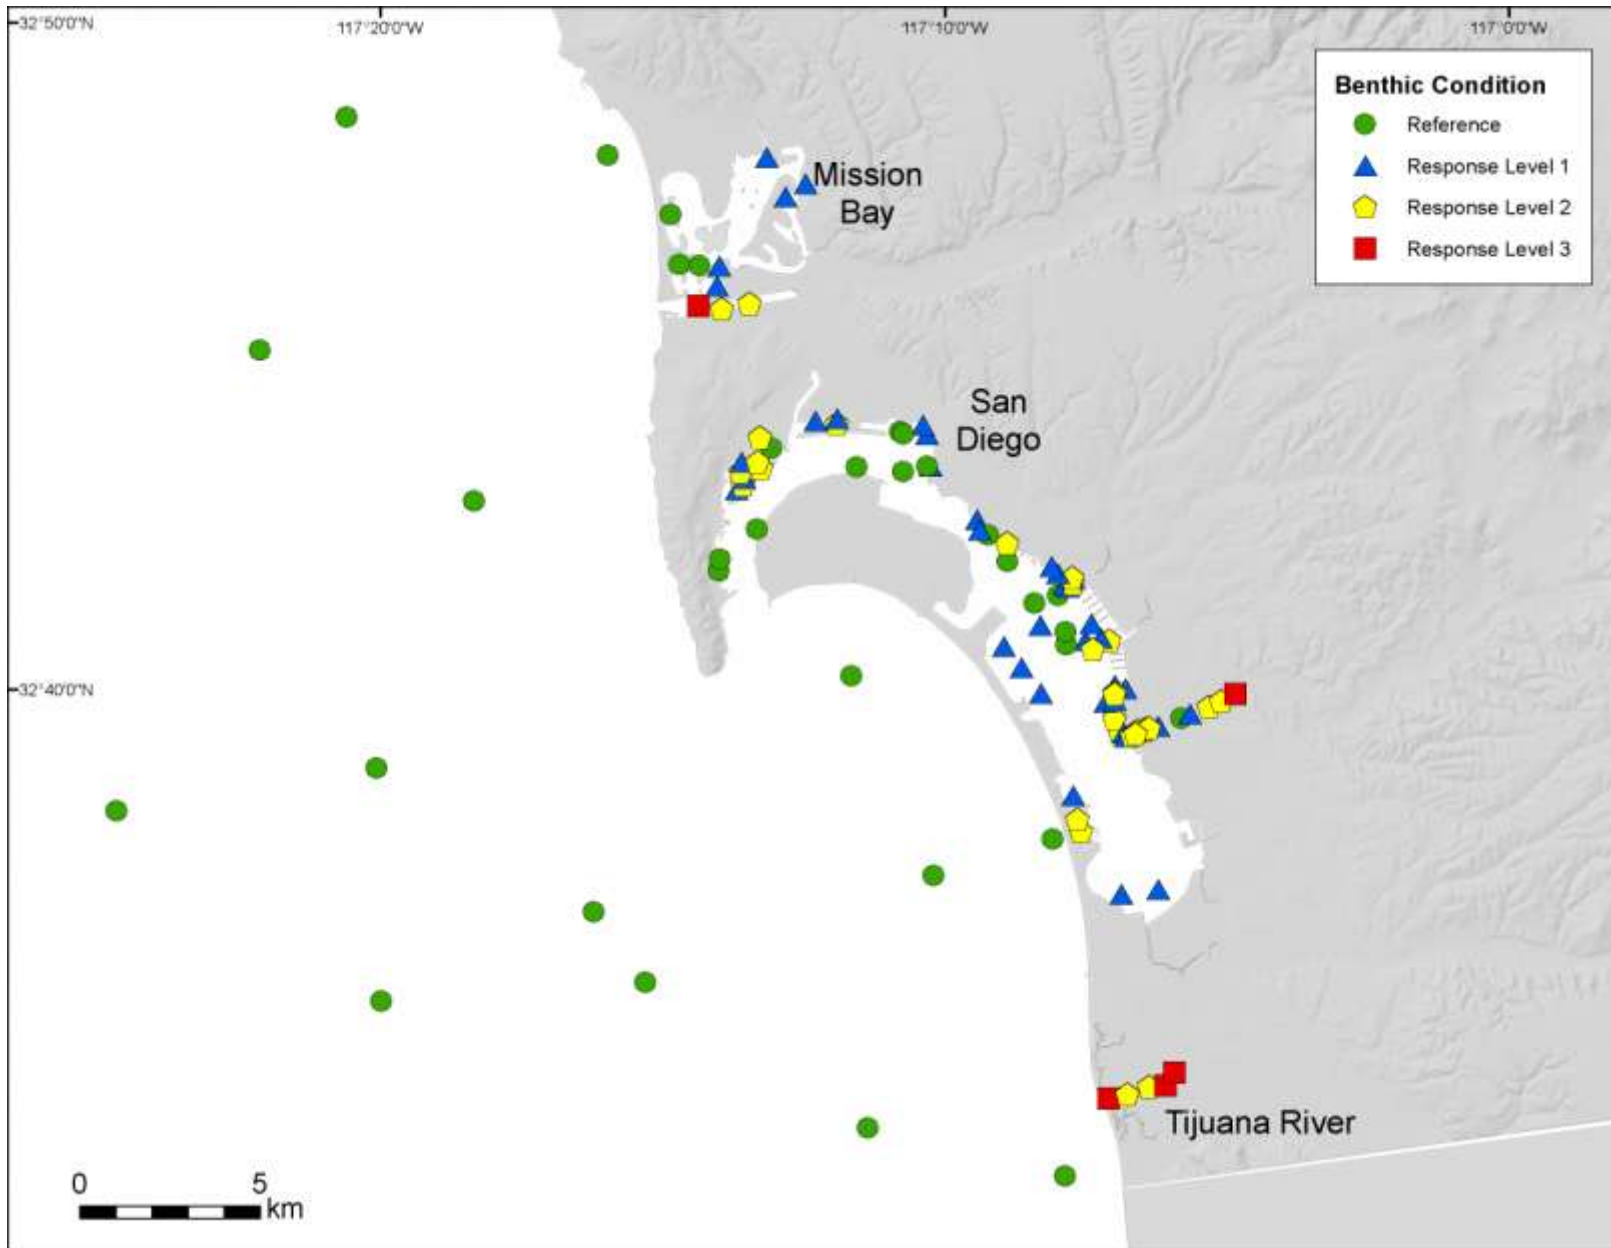 32°50'0"N
117°20'0"W
117°10'0"W
117°0'0"W
Benthic Condition
Reference
Response Level 1
Response Level 2
Response Level 3
Mission
Bay
San
Diego
32°40'0"N
Tijuana River
0 5
km